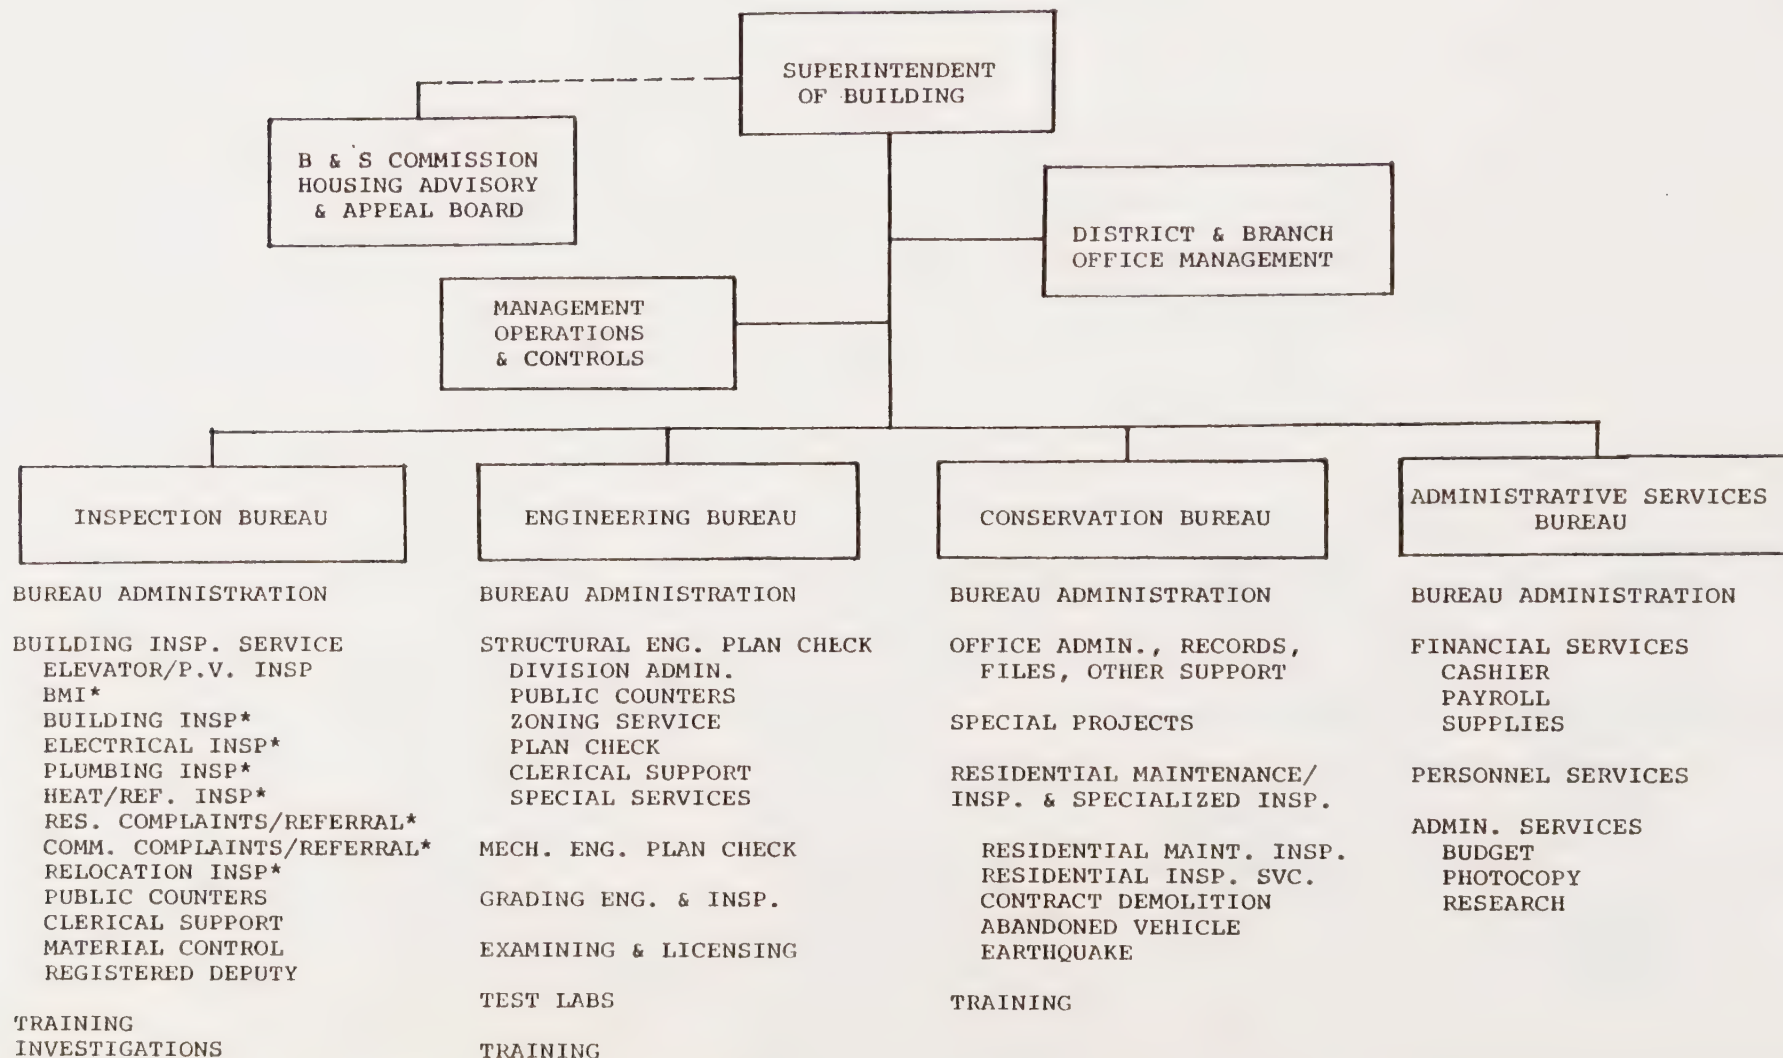 SUPERINTENDENT
OF BUILDING
B & S COMMISSION
HOUSING ADVISORY
& APPEAL BOARD
DISTRICT & BRANCH
OFFICE MANAGEMENT
MANAGEMENT
OPERATIONS
& CONTROLS
INSPECTION BUREAU
BUREAU ADMINISTRATION
BUILDING INSP. SERVICE
ELEVATOR/P.V. INSP
BMI*
BUILDING INSP*
ELECTRICAL INSP*
PLUMBING INSP*
HEAT/REF. INSP*
RES. COMPLAINTS/REFERRAL*
COMM. COMPLAINTS/REFERRAL*
RELOCATION INSP*
PUBLIC COUNTERS
CLERICAL SUPPORT
MATERIAL CONTROL
REGISTERED DEPUTY
TRAINING
INVESTIGATIONS
ENGINEERING BUREAU
BUREAU ADMINISTRATION
STRUCTURAL ENG. PLAN CHECK
DIVISION ADMIN.
PUBLIC COUNTERS
ZONING SERVICE
PLAN CHECK
CLERICAL SUPPORT
SPECIAL SERVICES
MECH. ENG. PLAN CHECK
GRADING ENG. & INSP.
EXAMINING & LICENSING
TEST LABS
TRAINING
CONSERVATION BUREAU
BUREAU ADMINISTRATION
OFFICE ADMIN., RECORDS,
FILES, OTHER SUPPORT
SPECIAL PROJECTS
RESIDENTIAL MAINTENANCE/
INSP. & SPECIALIZED INSP.
RESIDENTIAL MAINT. INSP.
RESIDENTIAL INSP. SVC.
CONTRACT DEMOLITION
ABANDONED VEHICLE
EARTHQUAKE
TRAINING
ADMINISTRATIVE SERVICES
BUREAU
BUREAU ADMINISTRATION
FINANCIAL SERVICES
CASHIER
PAYROLL
SUPPLIES
PERSONNEL SERVICES
ADMIN. SERVICES
BUDGET
PHOTOCOPY
RESEARCH